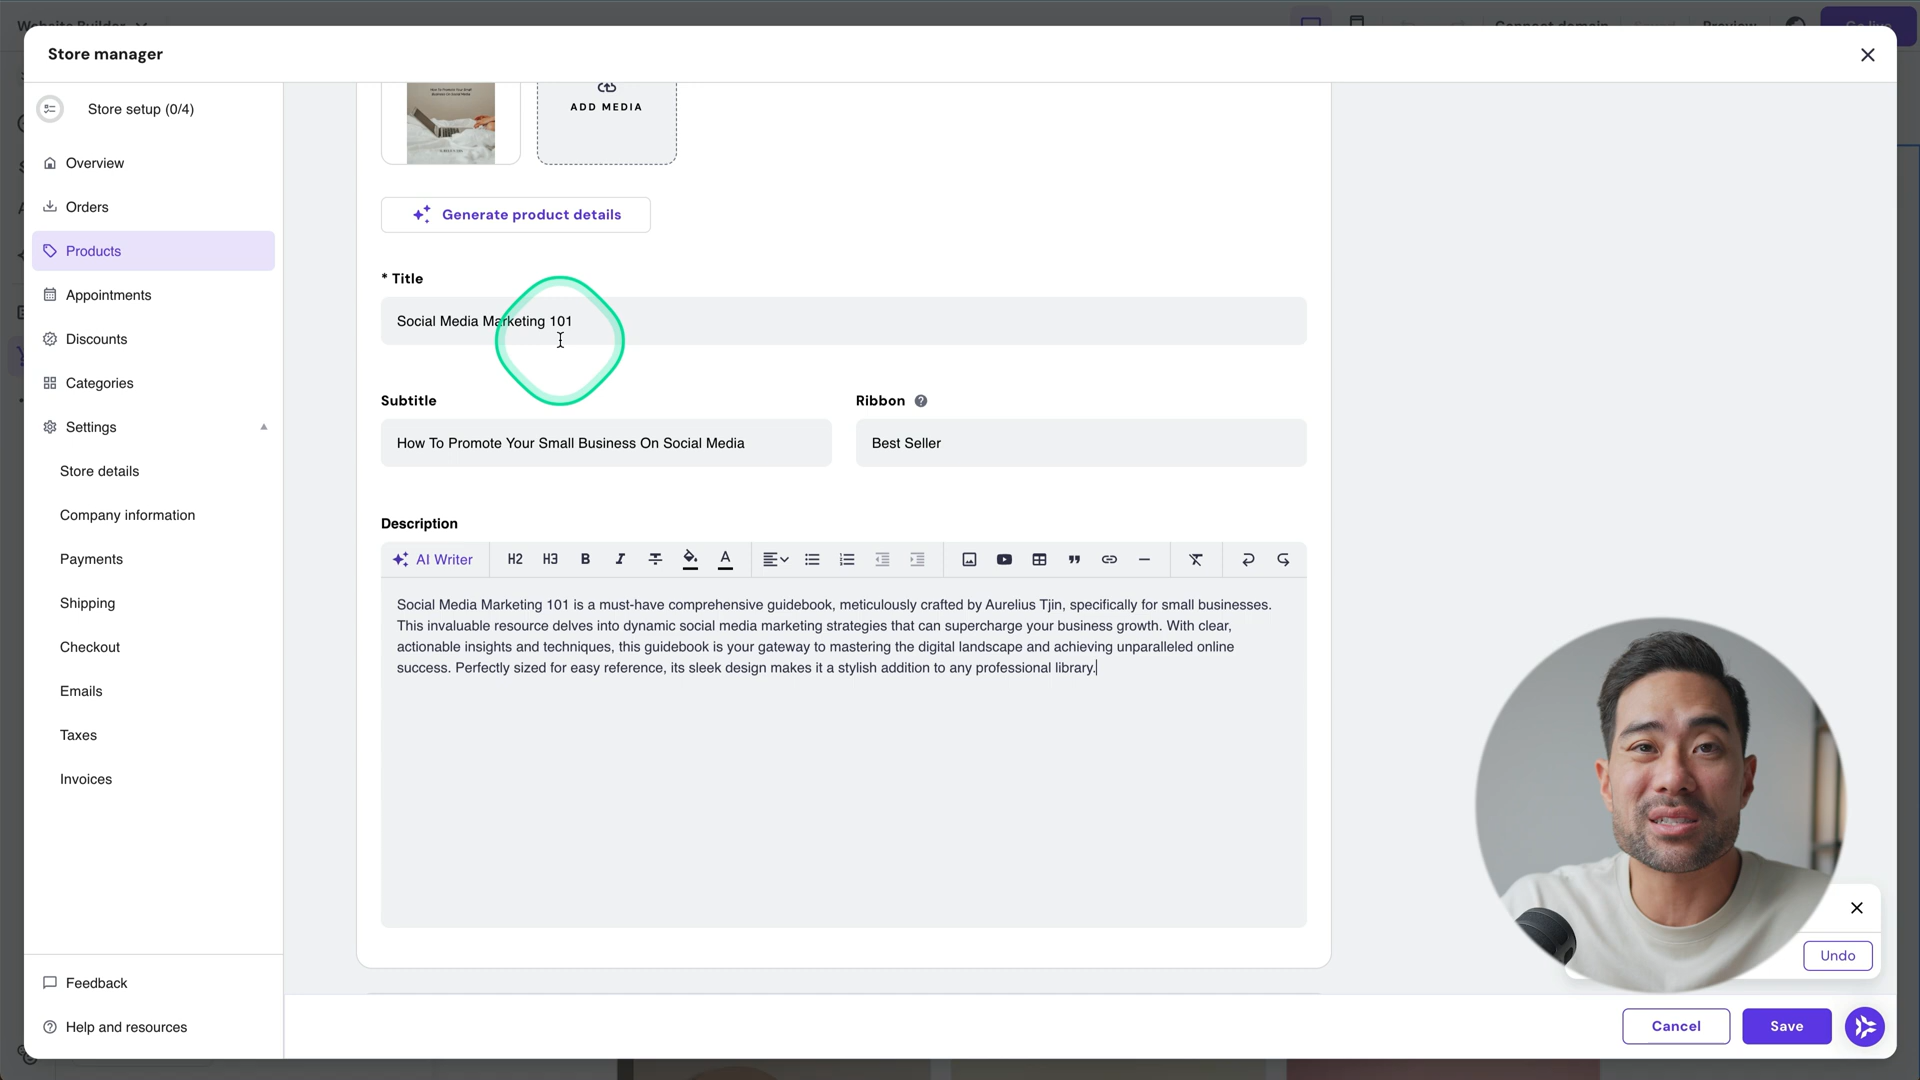 Website Builder
Connect domain
Preview
Store manager
Store setup (0/4)
Overview
Orders
Products
Appointments
Discounts
Categories
Settings
Store details
Company information
Payments
Shipping
Checkout
Emails
Taxes
Invoices
Feedback
Help and resources
ADD MEDIA
Generate product details
* Title
Social Media Marketing 101
Subtitle
Ribbon
How To Promote Your Small Business On Social Media
Best Seller
Description
AI Writer
H2 H3 B I A
Social Media Marketing 101 is a must-have comprehensive guidebook, meticulously crafted by Aurelius Tjin, specifically for small businesses.
This invaluable resource delves into dynamic social media marketing strategies that can supercharge your business growth. With clear,
actionable insights and techniques, this guidebook is your gateway to mastering the digital landscape and achieving unparalleled online
success. Perfectly sized for easy reference, its sleek design makes it a stylish addition to any professional library.
Undo
Cancel
Save